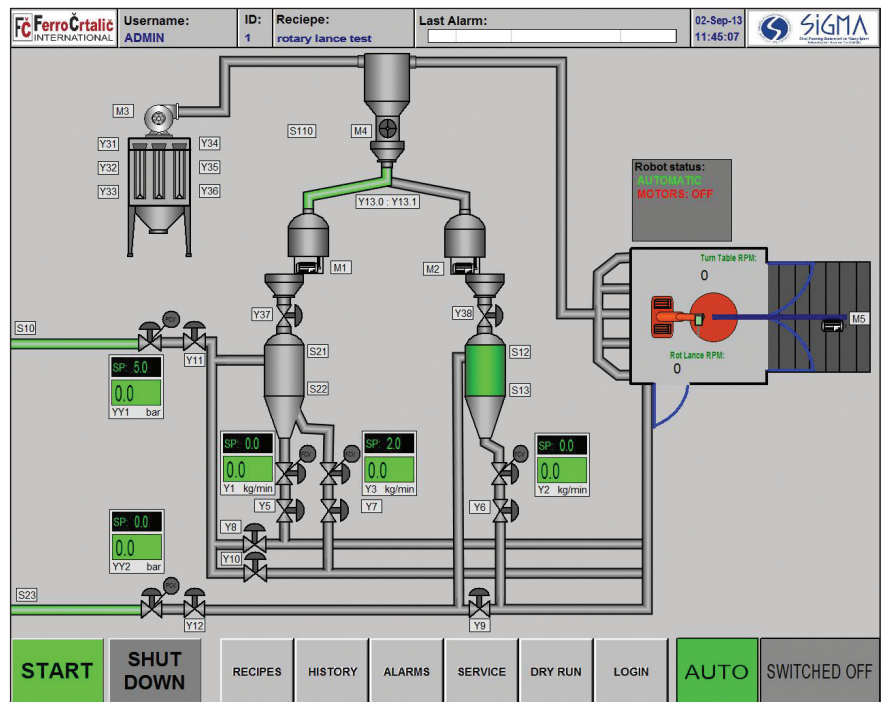 FČ FerroČrtalič
INTERNATIONAL
Username:
ADMIN
ID:
1
Reciepe:
rotary lance test
Last Alarm:
02-Sep-13
11:45:07
SiGMA
M3
Y31
Y34
Y32
Y35
Y33
Y36
S110
M4
Y13.0 : Y13.1
M1
M2
Robot status:
AUTOMATIC
MOTORS: OFF
Turn Table RPM:
0
Rot Lance RPM:
0
M5
Y37
Y38
S10
PCV
Y11
SP: 5.0
0.0
YY1 bar
S21
S22
S12
S13
SP: 0.0
0.0
Y1 kg/min
PCV
SP: 2.0
0.0
Y3 kg/min
PCV
SP: 0.0
0.0
Y2 kg/min
PCV
Y5
Y7
Y6
Y8
Y10
SP: 0.0
0.0
YY2 bar
S23
PCV
Y12
Y9
START
SHUT
DOWN
RECIPES
HISTORY
ALARMS
SERVICE
DRY RUN
LOGIN
AUTO
SWITCHED OFF